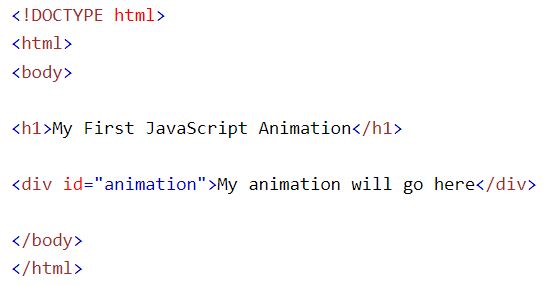 <!DOCTYPE html>
<html>
<body>
<h1>My First JavaScript Animation</h1>
<div id="animation">My animation will go here</div>
</body>
</html>